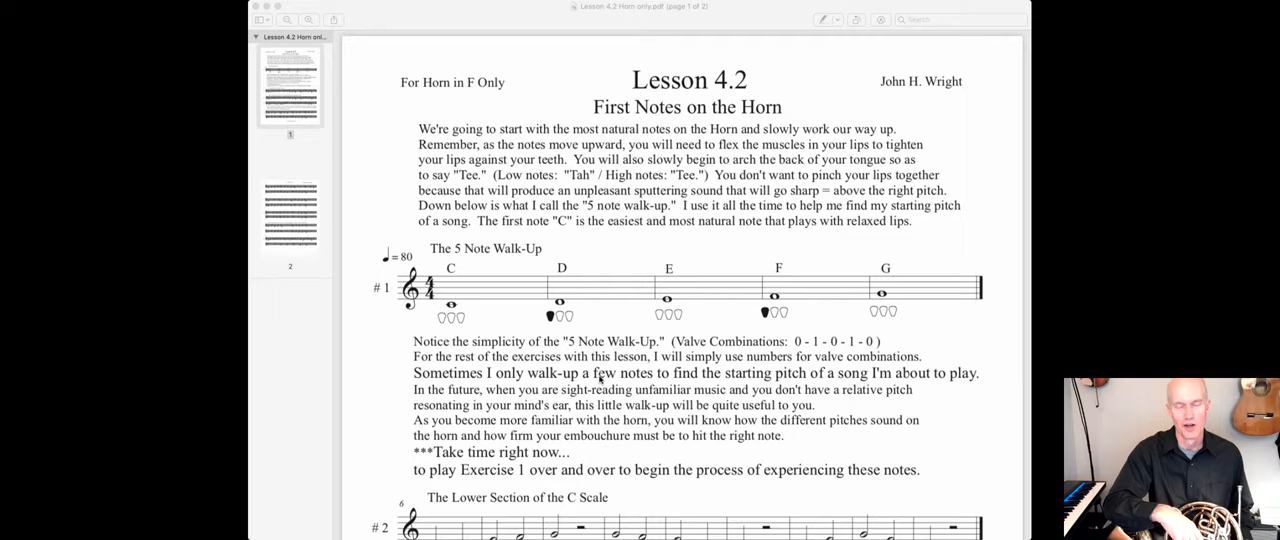 Lesson 4.2 Horn only.pdf (page 1 of 2)
Search
Lesson 4.2 Horn onl...
1
2
For Horn in F Only
Lesson 4.2
John H. Wright
First Notes on the Horn
We're going to start with the most natural notes on the Horn and slowly work our way up.
Remember, as the notes move upward, you will need to flex the muscles in your lips to tighten
your lips against your teeth. You will also slowly begin to arch the back of your tongue so as
to say "Tee." (Low notes: "Tah" / High notes: "Tee.") You don't want to pinch your lips together
because that will produce an unpleasant sputtering sound that will go sharp = above the right pitch.
Down below is what I call the "5 note walk-up." I use it all the time to help me find my starting pitch
of a song. The first note "C" is the easiest and most natural note that plays with relaxed lips.
The 5 Note Walk-Up
= 80
C D E F G
# 1
4
4
Notice the simplicity of the "5 Note Walk-Up." (Valve Combinations: 0 - 1 - 0 - 1 - 0 )
For the rest of the exercises with this lesson, I will simply use numbers for valve combinations.
Sometimes I only walk-up a few notes to find the starting pitch of a song I'm about to play.
In the future, when you are sight-reading unfamiliar music and you don't have a relative pitch
resonating in your mind's ear, this little walk-up will be quite useful to you.
As you become more familiar with the horn, you will know how the different pitches sound on
the horn and how firm your embouchure must be to hit the right note.
***Take time right now...
to play Exercise 1 over and over to begin the process of experiencing these notes.
The Lower Section of the C Scale
6
# 2